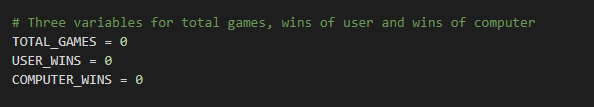 # Three variables for total games, wins of user and wins of computer
TOTAL_GAMES = 0
USER_WINS = 0
COMPUTER_WINS = 0